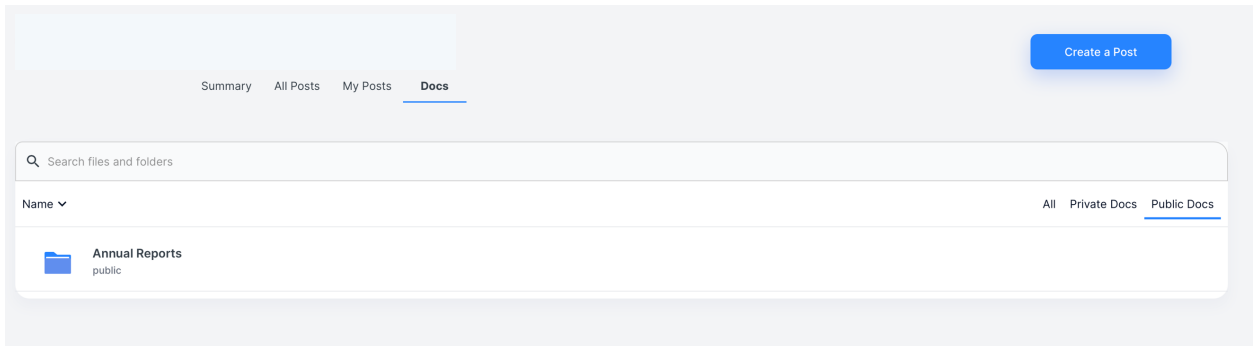 Create a Post
Summary All Posts My Posts Docs
Search files and folders
Name All Private Docs Public Docs
Annual Reports
public